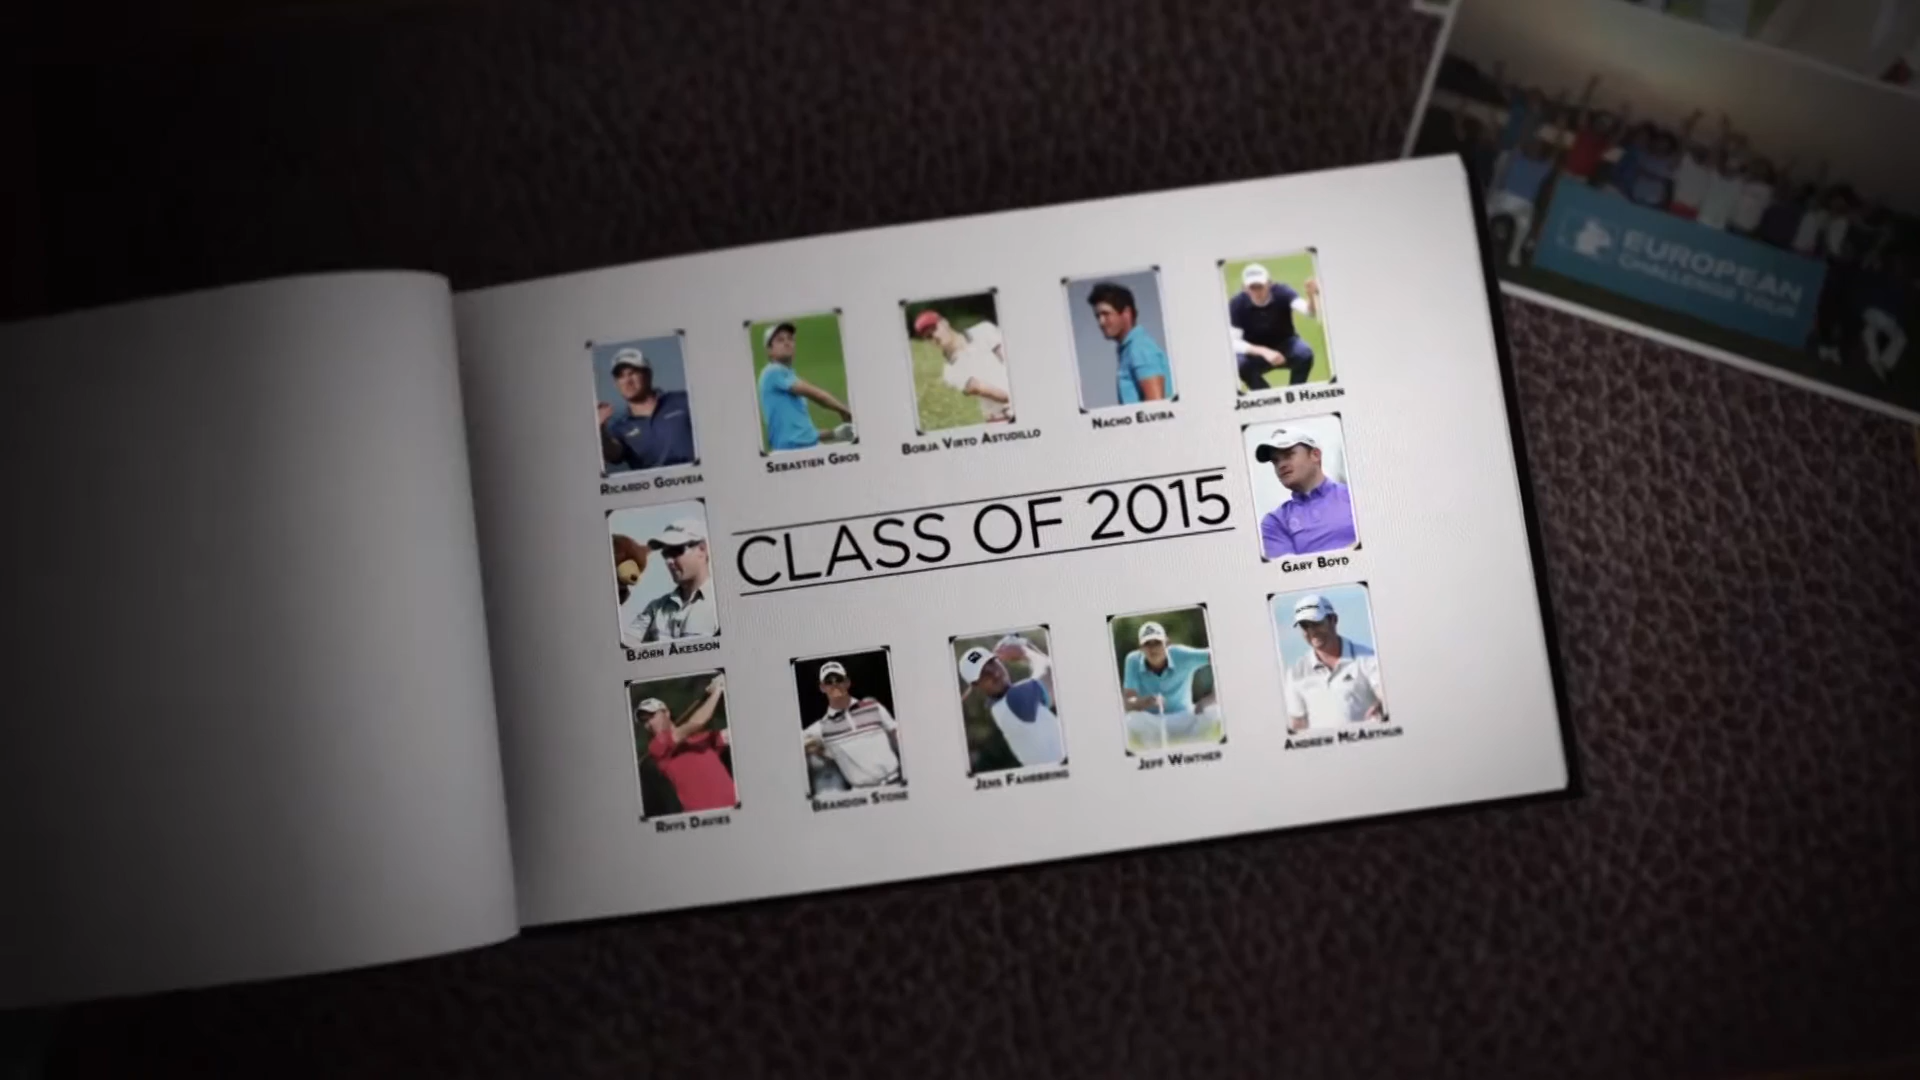 EUROPEAN
CHALLENGE TOUR
Ricardo Gouveia
Sebastien Gros
Borja Virto Astudillo
Nacho Elvira
Joachim B Hansen
Björn Åkesson
CLASS OF 2015
Gary Boyd
Rhys Davies
Brandon Stone
Jens Fahrbring
Jeff Winther
Andrew McArthur